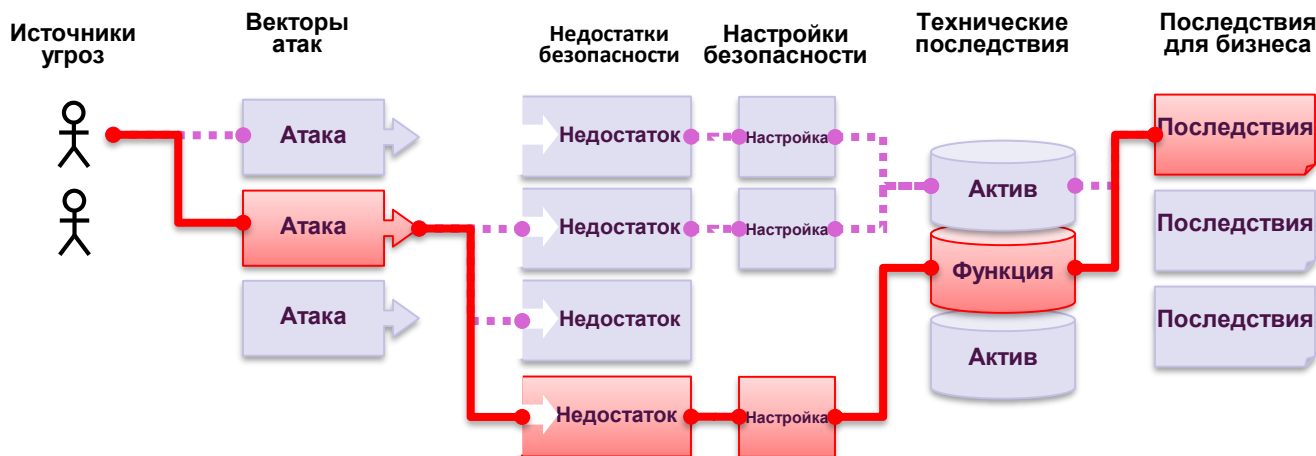 Источники
угроз
Векторы
атак
Недостатки
безопасности
Настройки
безопасности
Технические
последствия
Последствия
для бизнеса
Атака
Недостаток
Настройка
Последствия
Актив
Атака
Недостаток
Настройка
Последствия
Функция
Атака
Недостаток
Последствия
Актив
Недостаток
Настройка